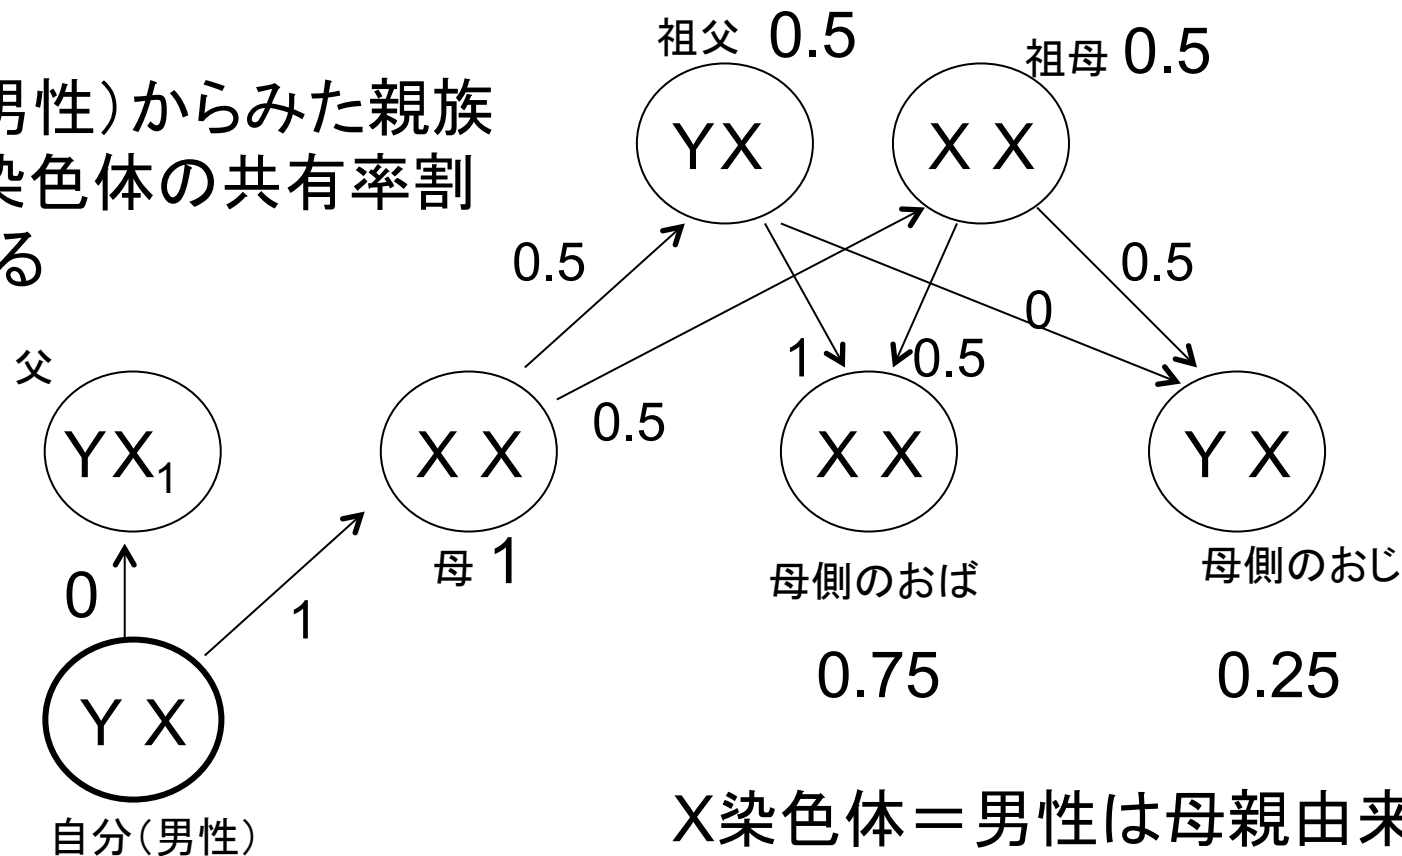 祖父 0.5
祖母 0.5
男性）からみた親族
染色体の共有率割
る
YX
X X
0.5
0.5
0
1
0.5
0.5
父
YX₁
X X
X X
Y X
母 1
母側のおば
母側のおじ
0
1
0.75
0.25
Y X
自分（男性）
X染色体＝男性は母親由来